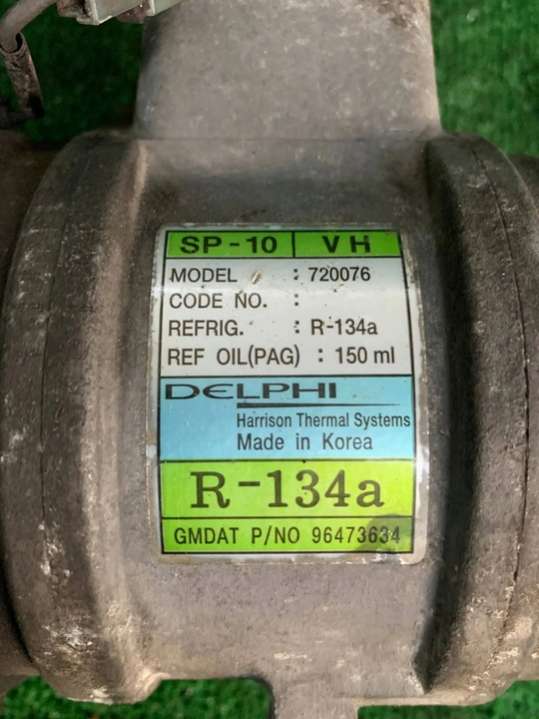 SP-10 VH
MODEL : 720076
CODE NO. :
REFRIG. : R-134a
REF OIL(PAG) : 150 ml
DELPHI
Harrison Thermal Systems
Made in Korea
R-134a
GMDAT P/NO 96473634